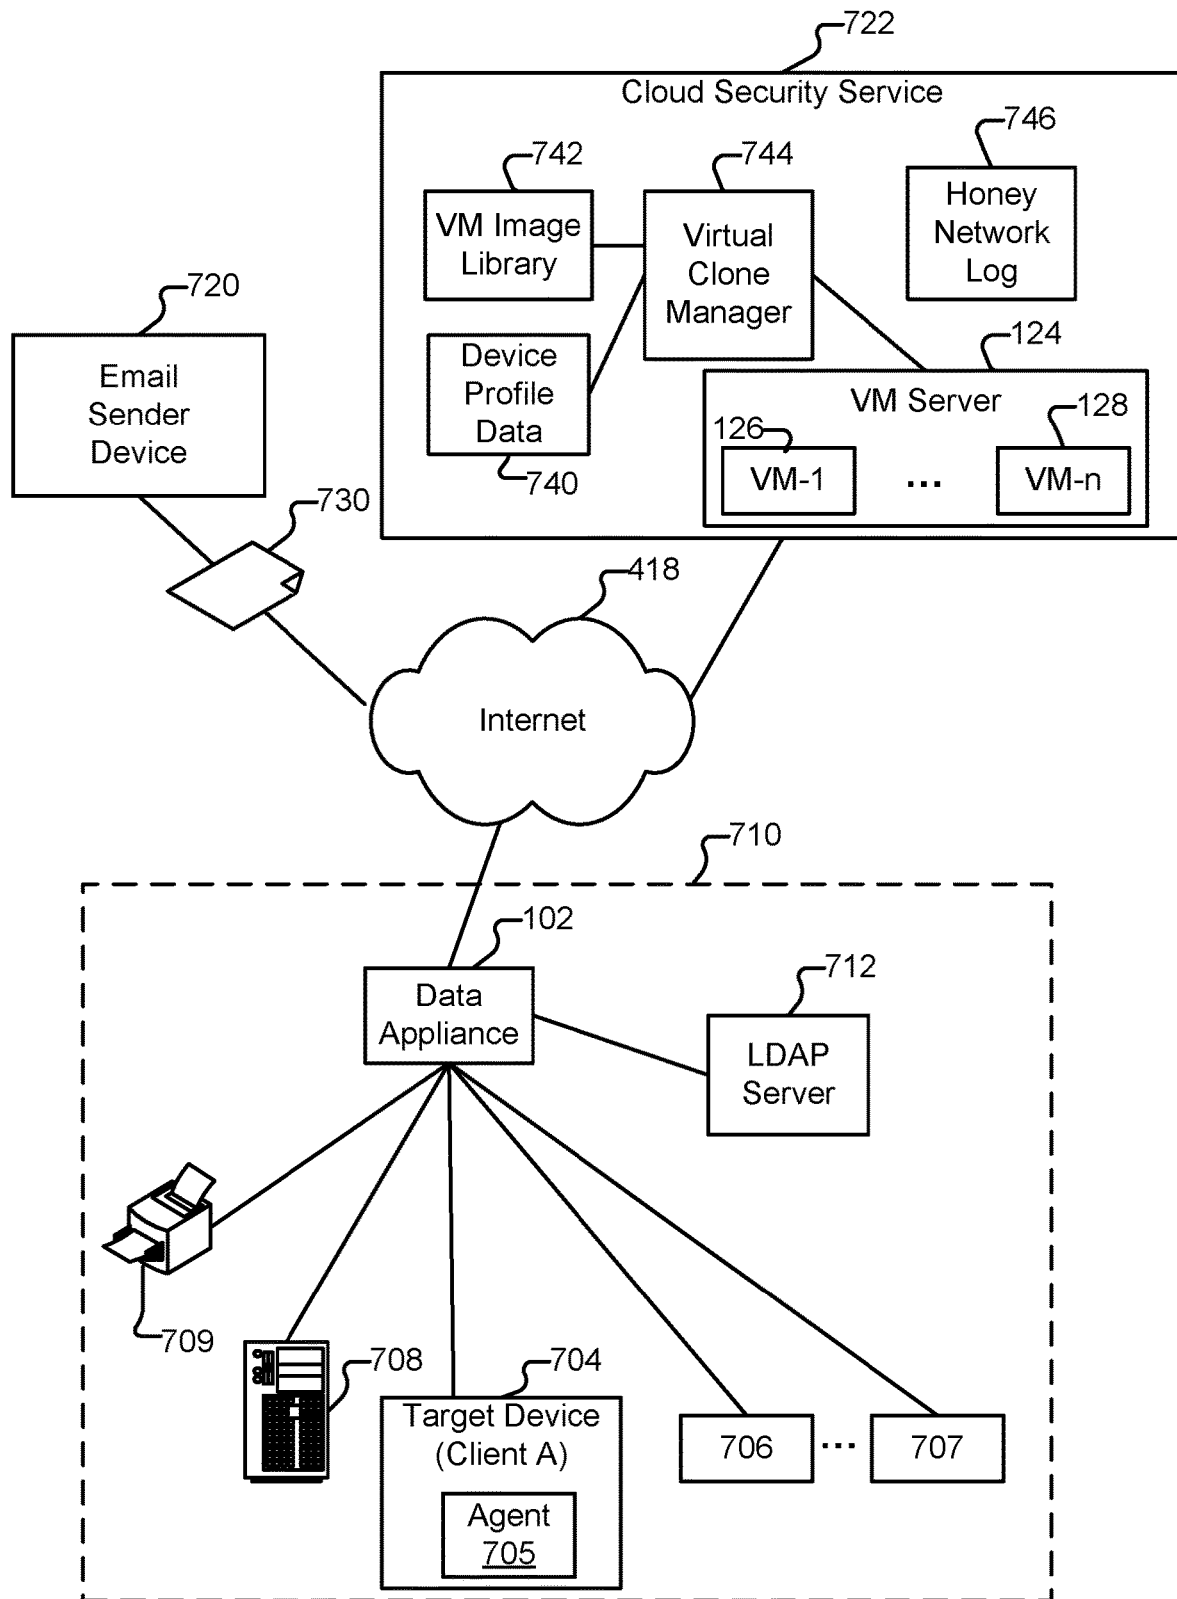 722
Cloud Security Service
742
744
746
VM Image
Library
Virtual
Clone
Manager
Honey
Network
Log
720
Email
Sender
Device
Device
Profile
Data
740
124
VM Server
126
128
VM-1
...
VM-n
730
418
Internet
710
102
Data
Appliance
712
LDAP
Server
709
708
704
Target Device
(Client A)
Agent
705
706
...
707